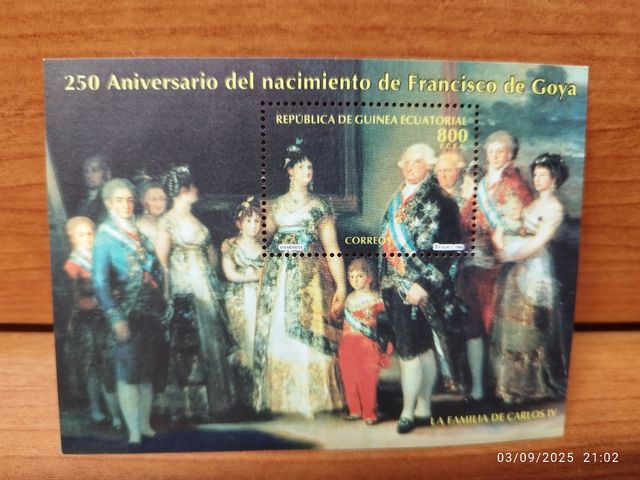 250 Aniversario del nacimiento de Francisco de Goya
REPÚBLICA DE GUINEA ECUATORIAL
800
F.CFA.
CORREOS
LA FAMILIA DE CARLOS IV
03/09/2025 21:02